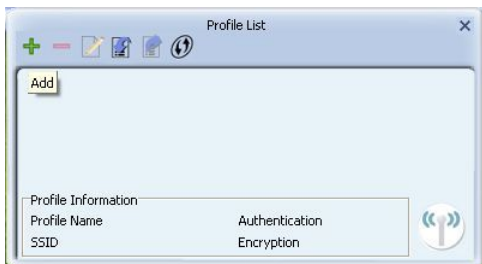 Profile List
Add
Profile Information
Profile Name Authentication
SSID Encryption